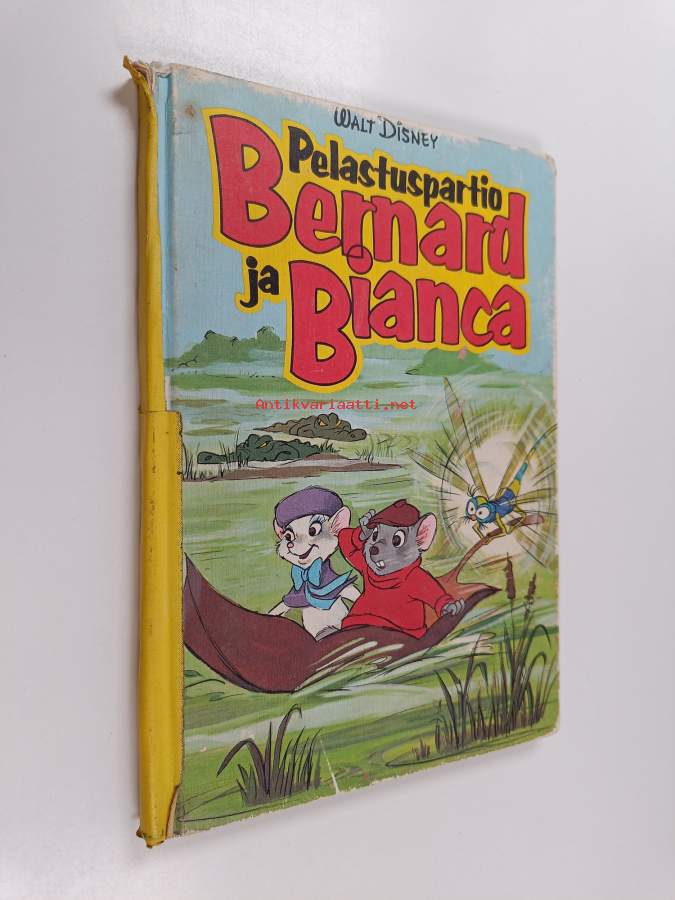 WALT DISNEY
Pelastuspartio
Bernard
ja Bianca
Antikvariaatti.net